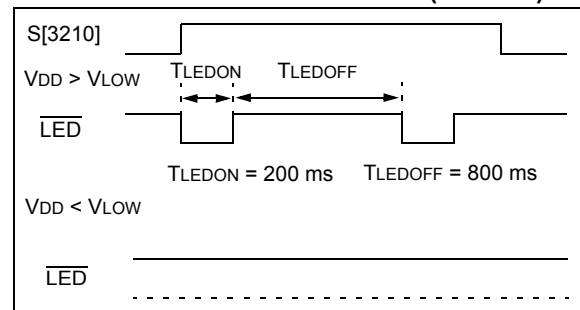 S[3210]
VDD > VLOW
TLEDON
TLEDOFF
LED
TLEDON = 200 ms
TLEDOFF = 800 ms
VDD < VLOW
LED